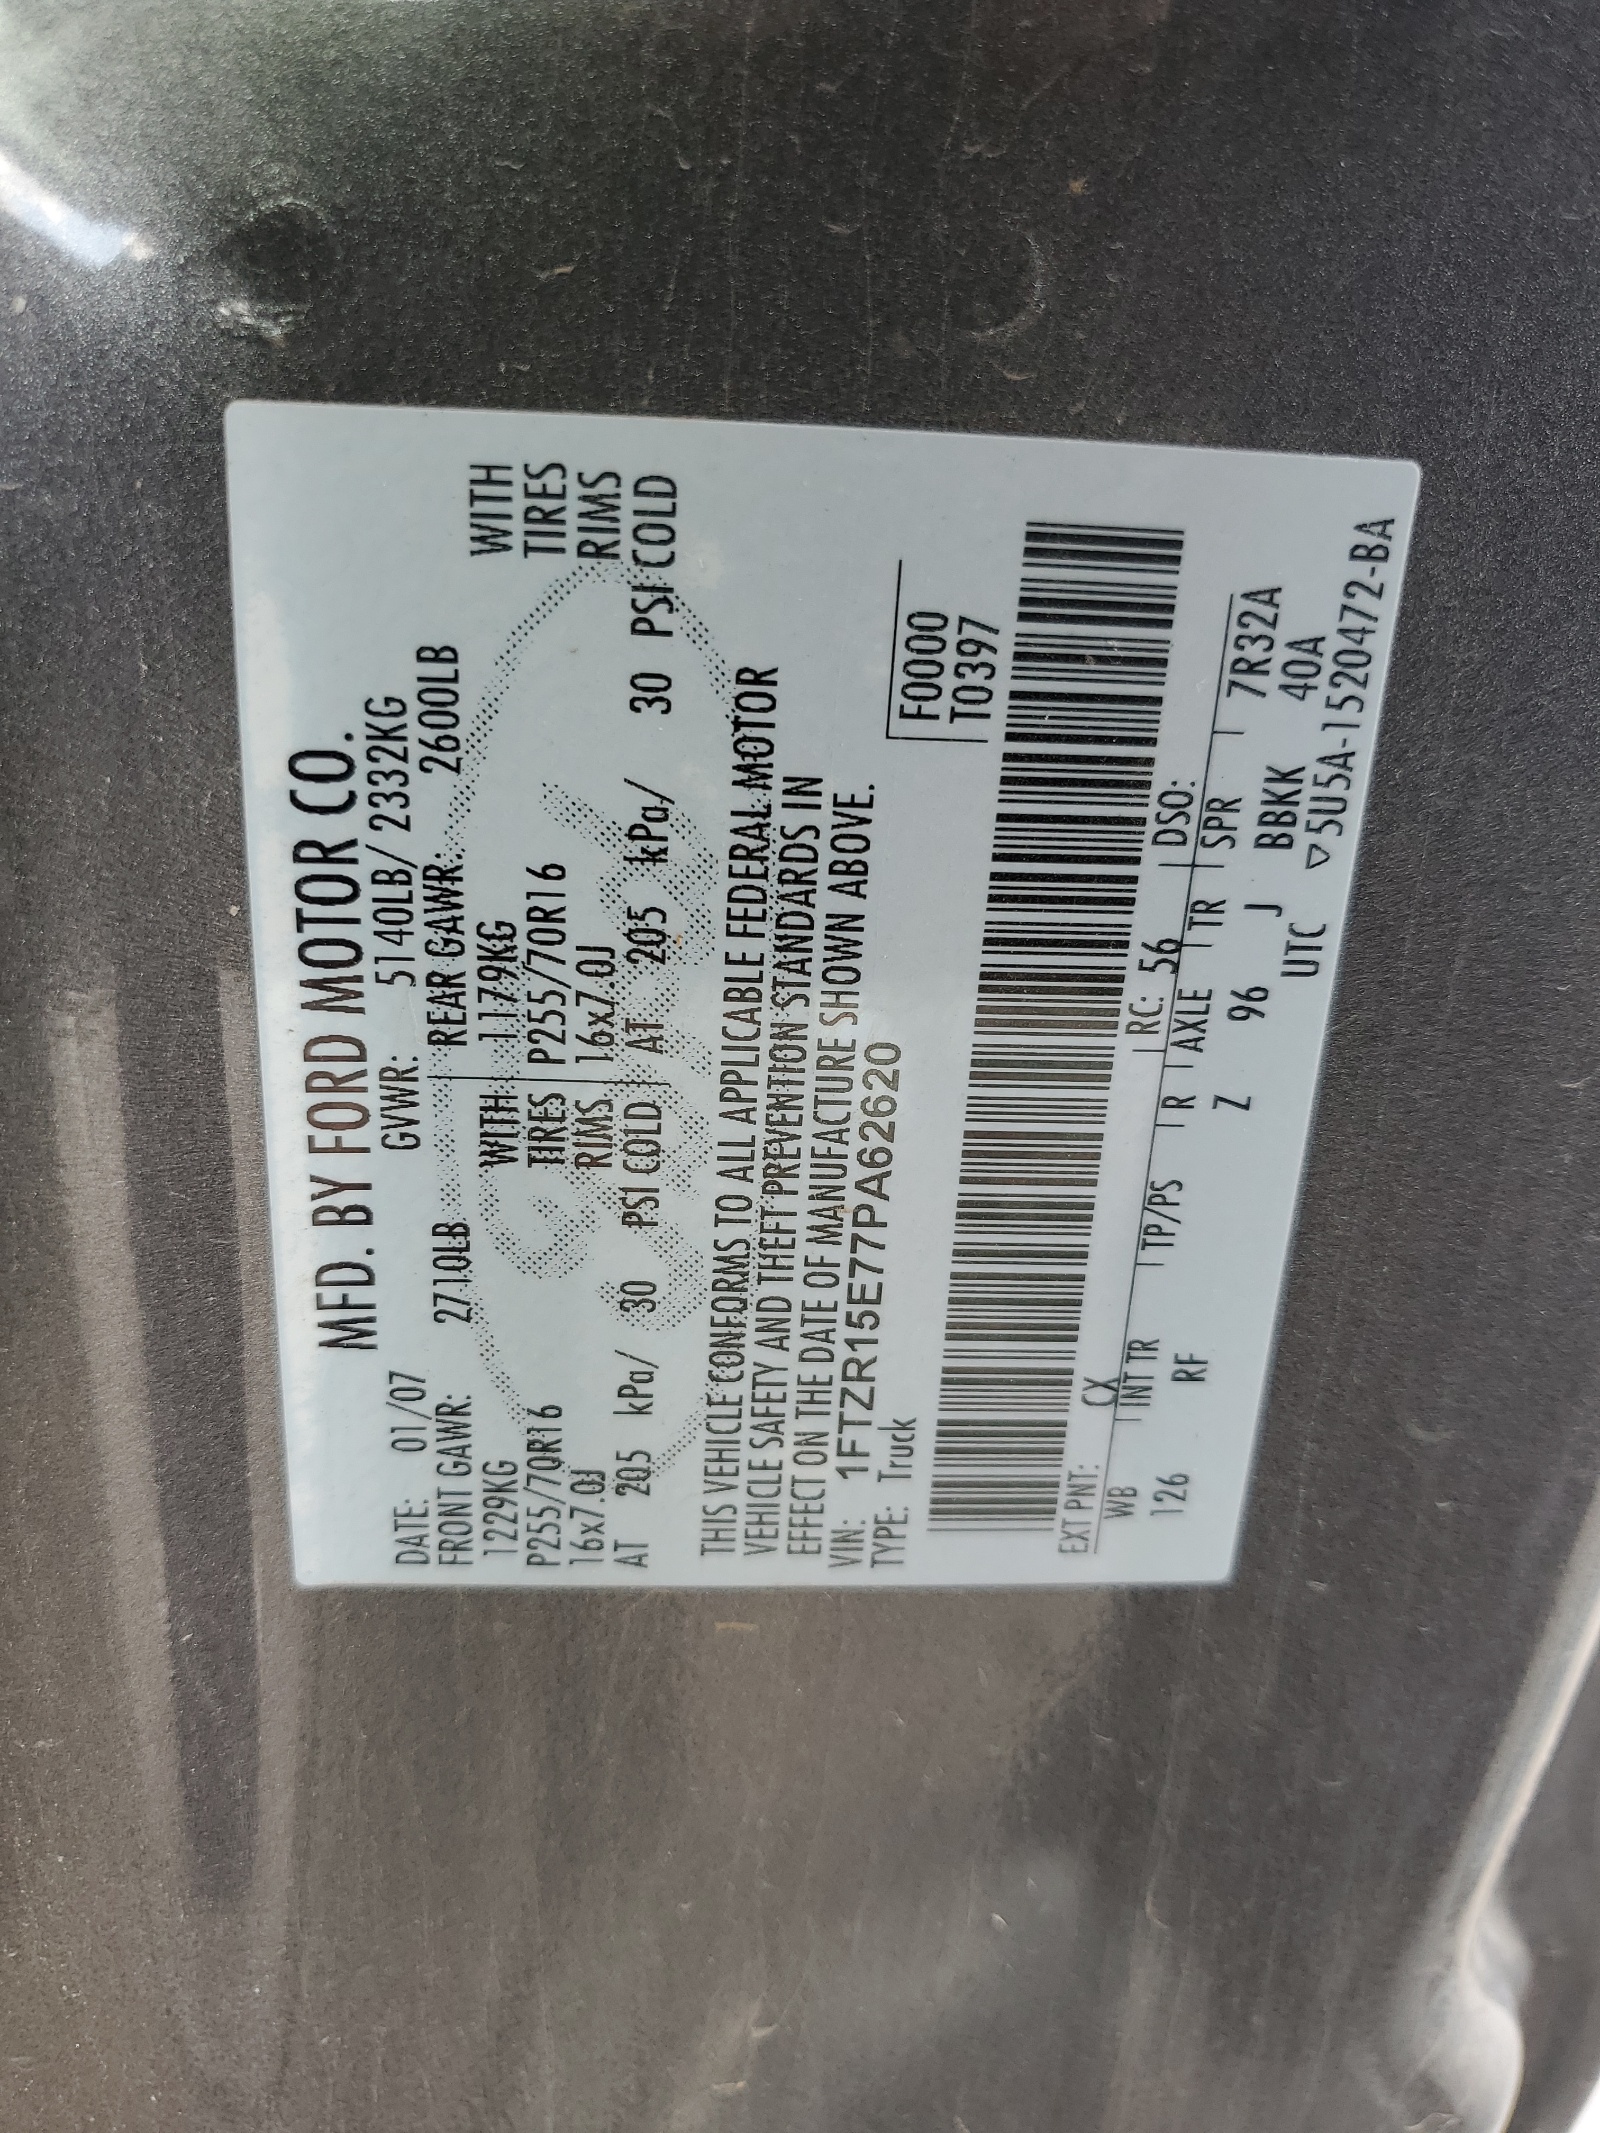 MFD. BY FORD MOTOR CO.
DATE: 01/07 GVWR: 5140LB/ 2332KG
FRONT GAWR: 2710LB REAR GAWR: 2600LB
1229KG WITH 1179KG WITH
P255/70R16 TIRES P255/70R16 TIRES
16x7.0J RIMS 16x7.0J RIMS
AT 205 kPa/ 30 PSI COLD AT 205 kPa/ 30 PSI COLD
THIS VEHICLE CONFORMS TO ALL APPLICABLE FEDERAL MOTOR
VEHICLE SAFETY AND THEFT PREVENTION STANDARDS IN
EFFECT ON THE DATE OF MANUFACTURE SHOWN ABOVE.
VIN: 1FTZR15E77PA62620 F0000
TYPE: Truck T0397
EXT PNT: CX RC: 56 DSO:
WB INT TR TP/PS R AXLE TR SPR 7R32A
126 RF Z 96 J BBKK 40A
UTC ▽5U5A-1520472-BA